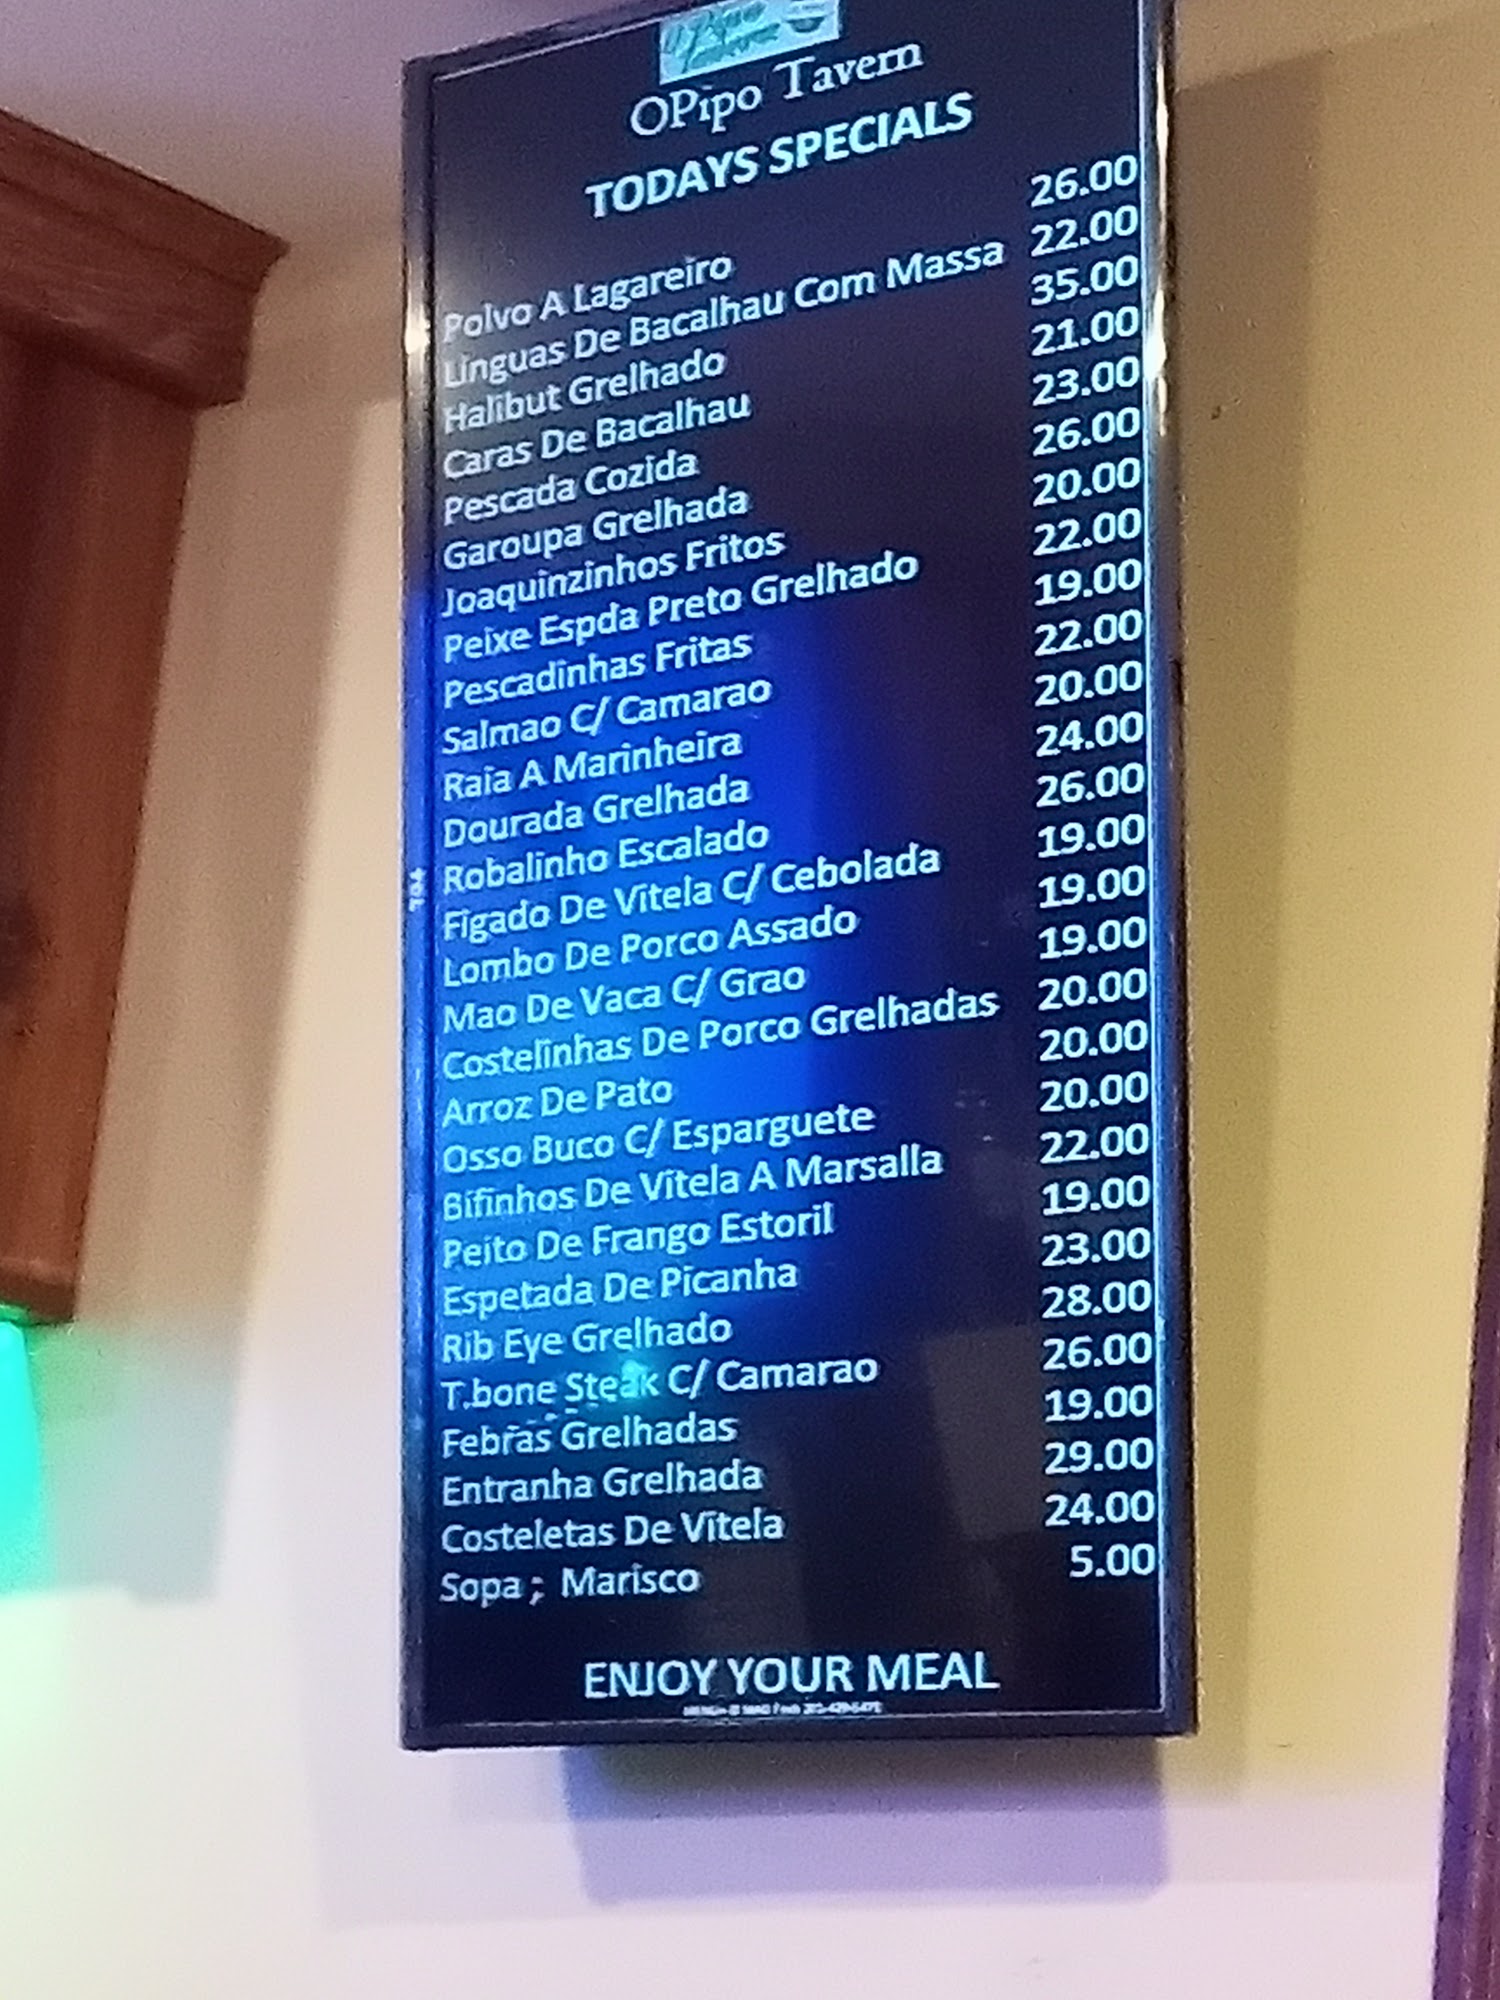 OPipo Tavern
TODAYS SPECIALS
Polvo A Lagareiro 26.00
Linguas De Bacalhau Com Massa 22.00
Halibut Grelhado 35.00
Caras De Bacalhau 21.00
Pescada Cozida 23.00
Garoupa Grelhada 26.00
Joaquinzinhos Fritos 20.00
Peixe Espda Preto Grelhado 22.00
Pescadinhas Fritas 19.00
Salmao C/ Camarao 22.00
Raia A Marinheira 20.00
Dourada Grelhada 24.00
Robalinho Escalado 26.00
Figado De Vitela C/ Cebolada 19.00
Lombo De Porco Assado 19.00
Mao De Vaca C/ Grao 19.00
Costelinhas De Porco Grelhadas 20.00
Arroz De Pato 20.00
Osso Buco C/ Esparguete 20.00
Bifinhos De Vitela A Marsalla 22.00
Peito De Frango Estoril 19.00
Espetada De Picanha 23.00
Rib Eye Grelhado 28.00
T.bone Steak C/ Camarao 26.00
Febras Grelhadas 19.00
Entranha Grelhada 29.00
Costeletas De Vitela 24.00
Sopa ; Marisco 5.00
ENJOY YOUR MEAL